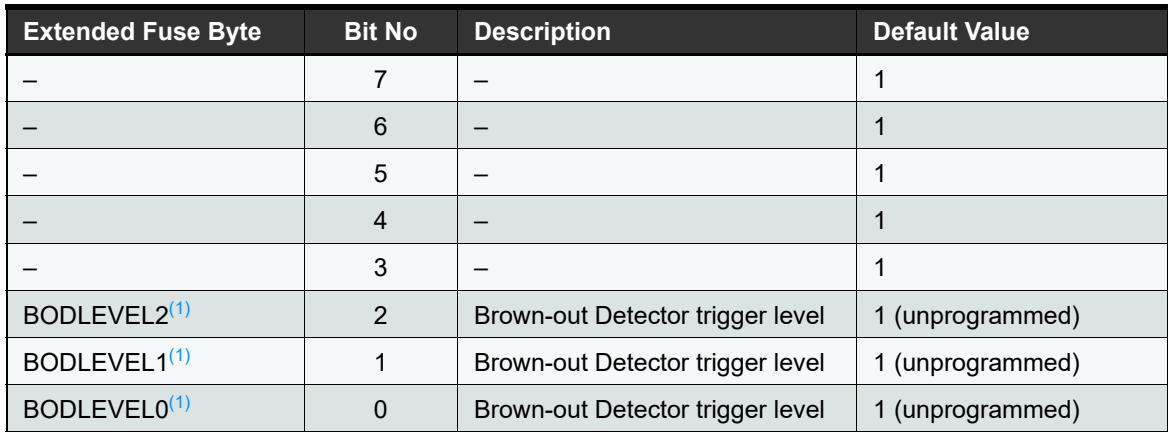 Extended Fuse Byte Bit No Description Default Value
– 7 – 1
– 6 – 1
– 5 – 1
– 4 – 1
– 3 – 1
BODLEVEL2(1) 2 Brown-out Detector trigger level 1 (unprogrammed)
BODLEVEL1(1) 1 Brown-out Detector trigger level 1 (unprogrammed)
BODLEVEL0(1) 0 Brown-out Detector trigger level 1 (unprogrammed)